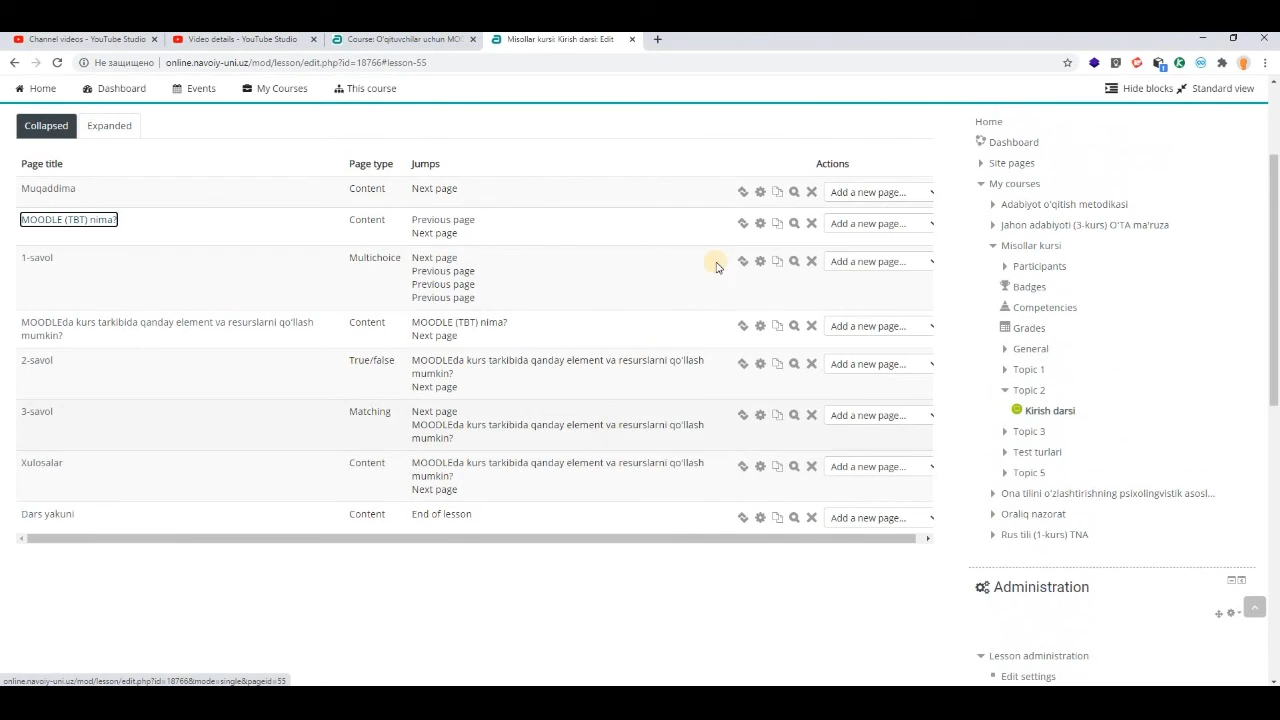 Channel videos - YouTube Studio
Video details - YouTube Studio
Course: O'qituvchilar uchun MOO
Misollar kursi: Kirish darsi: Edit
Не защищено
online.navoiy-uni.uz/mod/lesson/edit.php?id=18766#lesson-55
Home
Dashboard
Events
My Courses
This course
Hide blocks
Standard view
Collapsed
Expanded
Page title Page type Jumps Actions
Muqaddima Content Next page Add a new page...
MOODLE (TBT) nima? Content Previous page Add a new page...
Next page
1-savol Multichoice Next page Add a new page...
Previous page
Previous page
Previous page
MOODLEda kurs tarkibida qanday element va resurslarni qo'llash Content MOODLE (TBT) nima? Add a new page...
mumkin? Next page
2-savol True/false MOODLEda kurs tarkibida qanday element va resurslarni qo'llash Add a new page...
mumkin?
Next page
3-savol Matching Next page Add a new page...
MOODLEda kurs tarkibida qanday element va resurslarni qo'llash
mumkin?
Xulosalar Content MOODLEda kurs tarkibida qanday element va resurslarni qo'llash Add a new page...
mumkin?
Next page
Dars yakuni Content End of lesson Add a new page...
Home
Dashboard
Site pages
My courses
Adabiyot o'qitish metodikasi
Jahon adabiyoti (3-kurs) O'TA ma'ruza
Misollar kursi
Participants
Badges
Competencies
Grades
General
Topic 1
Topic 2
Kirish darsi
Topic 3
Test turlari
Topic 5
Ona tilini o'zlashtirishning psixolingvistik asosl...
Oraliq nazorat
Rus tili (1-kurs) TNA
Administration
Lesson administration
Edit settings
online.navoiy-uni.uz/mod/lesson/edit.php?id=18766&mode=single&pageid=55